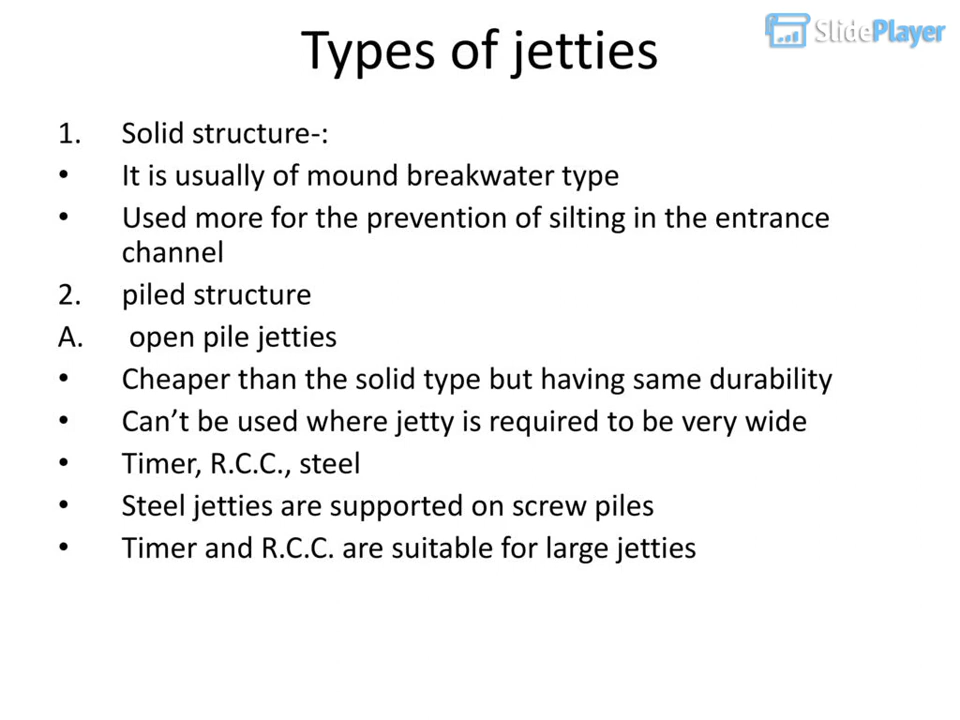 Types of jetties
SlidePlayer
1. Solid structure-:
• It is usually of mound breakwater type
• Used more for the prevention of silting in the entrance
channel
2. piled structure
A. open pile jetties
• Cheaper than the solid type but having same durability
• Can’t be used where jetty is required to be very wide
• Timer, R.C.C., steel
• Steel jetties are supported on screw piles
• Timer and R.C.C. are suitable for large jetties